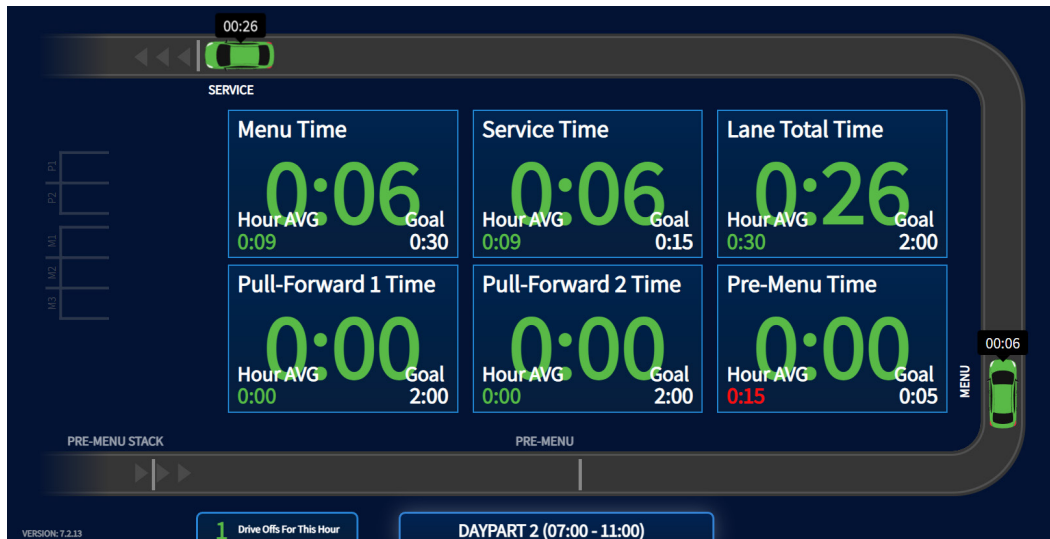 00:26
SERVICE
Menu Time
0:06
Hour AVG Goal
0:09 0:30
Service Time
0:06
Hour AVG Goal
0:09 0:15
Lane Total Time
0:26
Hour AVG Goal
0:30 2:00
P1
P2
M1
M2
M3
Pull-Forward 1 Time
0:00
Hour AVG Goal
0:00 2:00
Pull-Forward 2 Time
0:00
Hour AVG Goal
0:00 2:00
Pre-Menu Time
0:00
Hour AVG Goal
0:15 0:05
00:06
MENU
PRE-MENU STACK
PRE-MENU
VERSION: 7.2.13
1 Drive Offs For This Hour
DAYPART 2 (07:00 - 11:00)